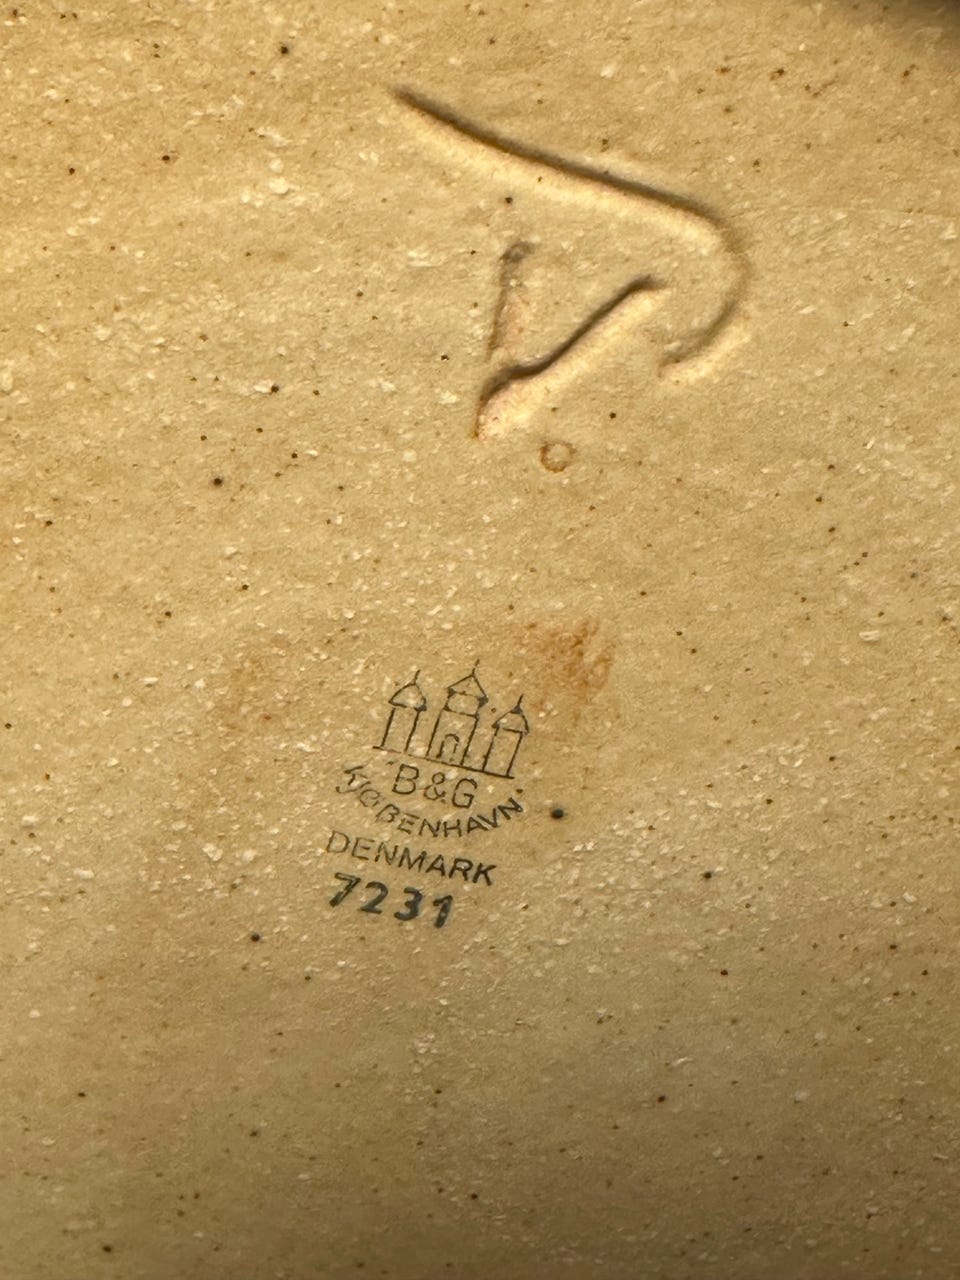 B&G
KJØBENHAVN
DENMARK
7231